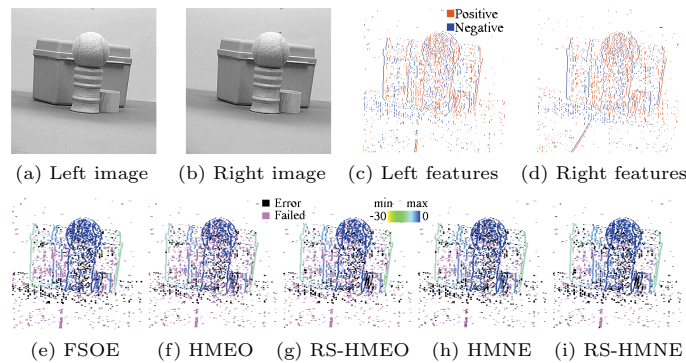 Positive
Negative
(a) Left image (b) Right image (c) Left features (d) Right features
Error
Failed
min max
-30 0
(e) FSOE (f) HMEO (g) RS-HMEO (h) HMNE (i) RS-HMNE